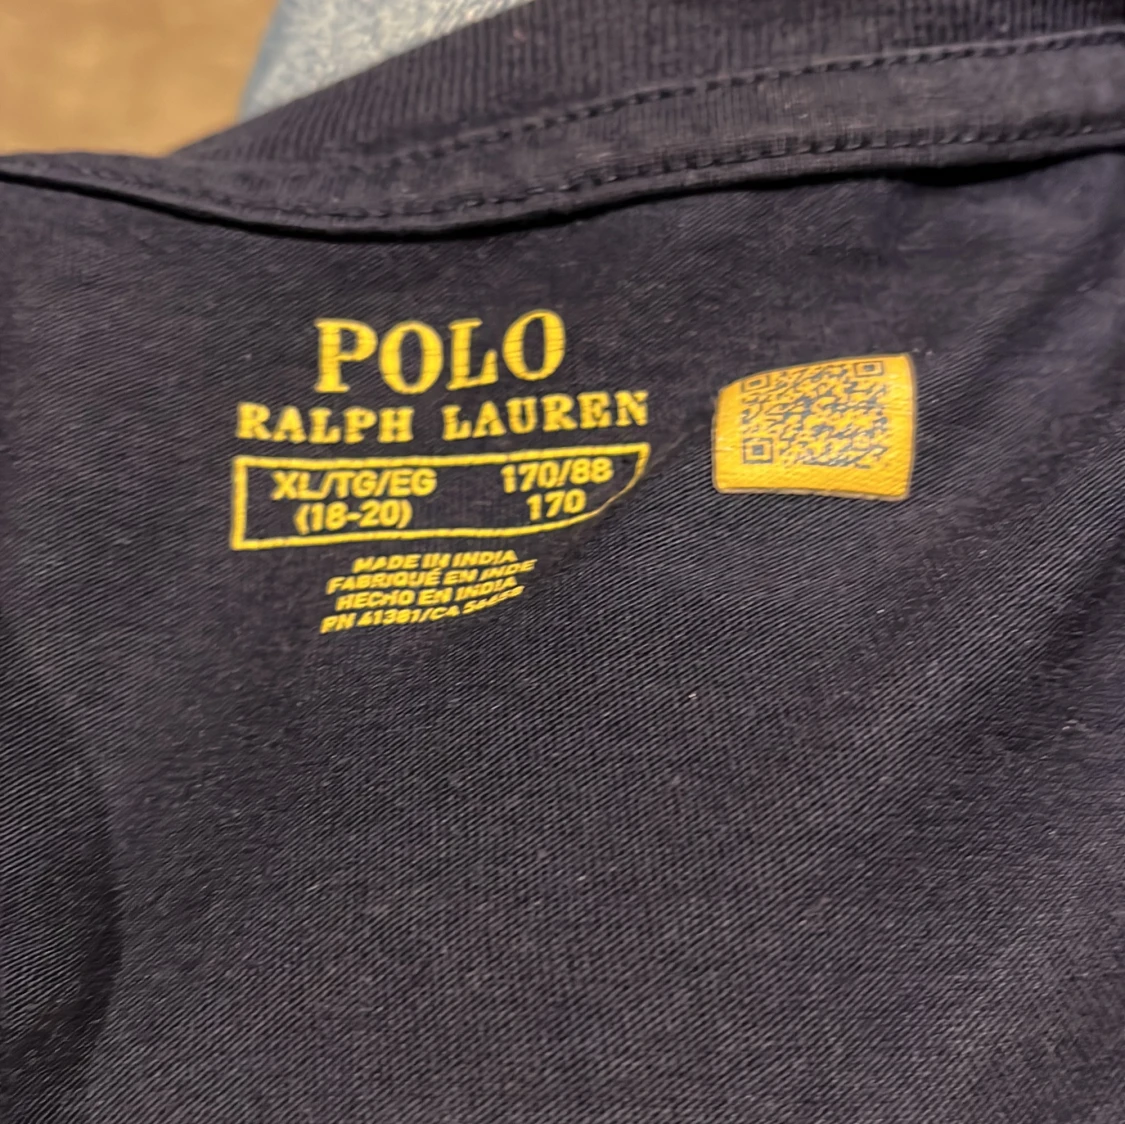 POLO
RALPH LAUREN
XL/TG/EG 170/88
(18-20) 170
MADE IN INDIA
FABRIQUÉ EN INDE
HECHO EN INDIA
RN 41381/CA